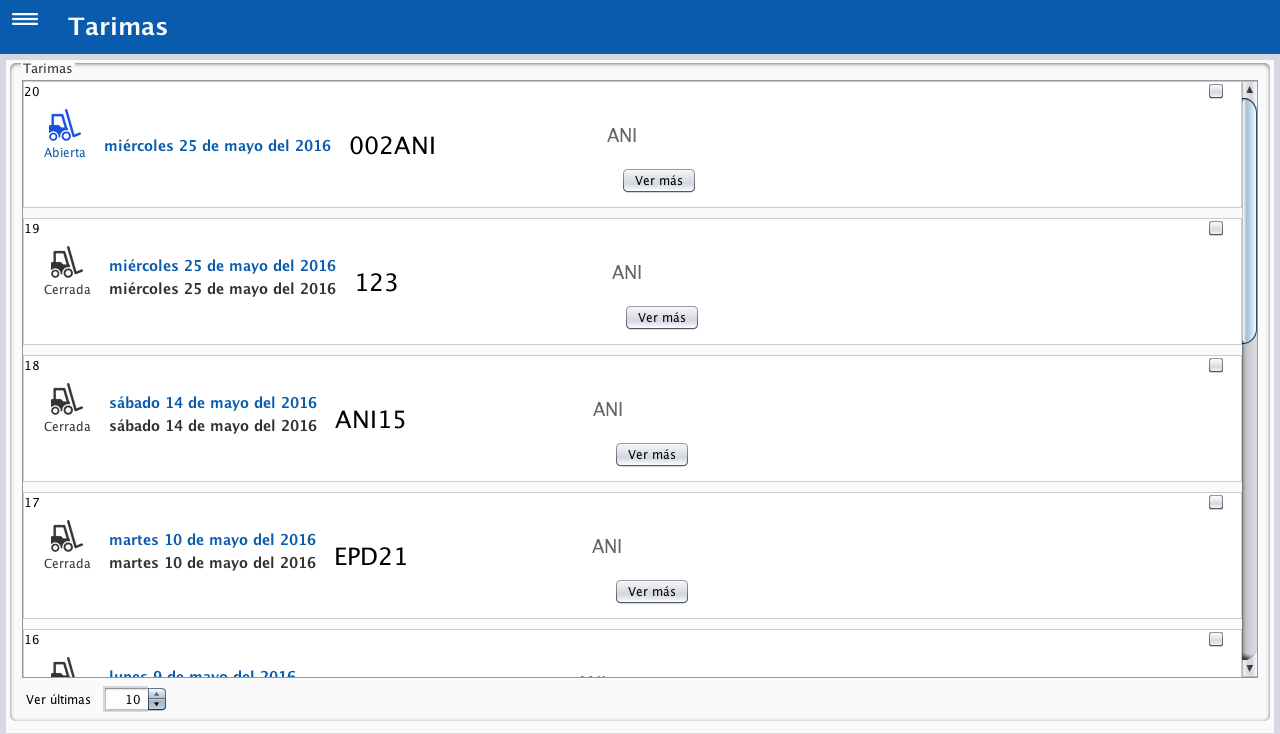 Tarimas
Tarimas
20
Abierta
miércoles 25 de mayo del 2016
002ANI
ANI
Ver más
19
Cerrada
miércoles 25 de mayo del 2016
miércoles 25 de mayo del 2016
123
ANI
Ver más
18
Cerrada
sábado 14 de mayo del 2016
sábado 14 de mayo del 2016
ANI15
ANI
Ver más
17
Cerrada
martes 10 de mayo del 2016
martes 10 de mayo del 2016
EPD21
ANI
Ver más
16
lunes 9 de mayo del 2016
Ver últimas
10